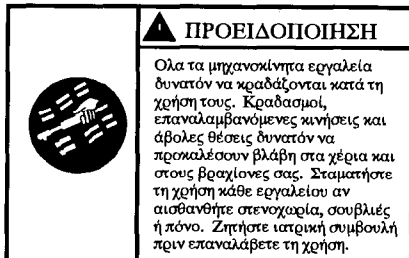 ΠΡΟΕΙΔΟΠΟΙΗΣΗ
Ολα τα μηχανοκίνητα εργαλεία
δυνατόν να κραδάζονται κατά τη
χρήση τους. Κραδασμοί,
επαναλαμβανόμενες κινήσεις και
άβολες θέσεις δυνατόν να
προκαλέσουν βλάβη στα χέρια και
στους βραχίονες σας. Σταματήστε
τη χρήση κάθε εργαλείου αν
αισθανθήτε στενοχωρία, σουβλιές
ή πόνο. Ζητήστε ιατρική συμβουλή
πριν επαναλάβετε τη χρήση.